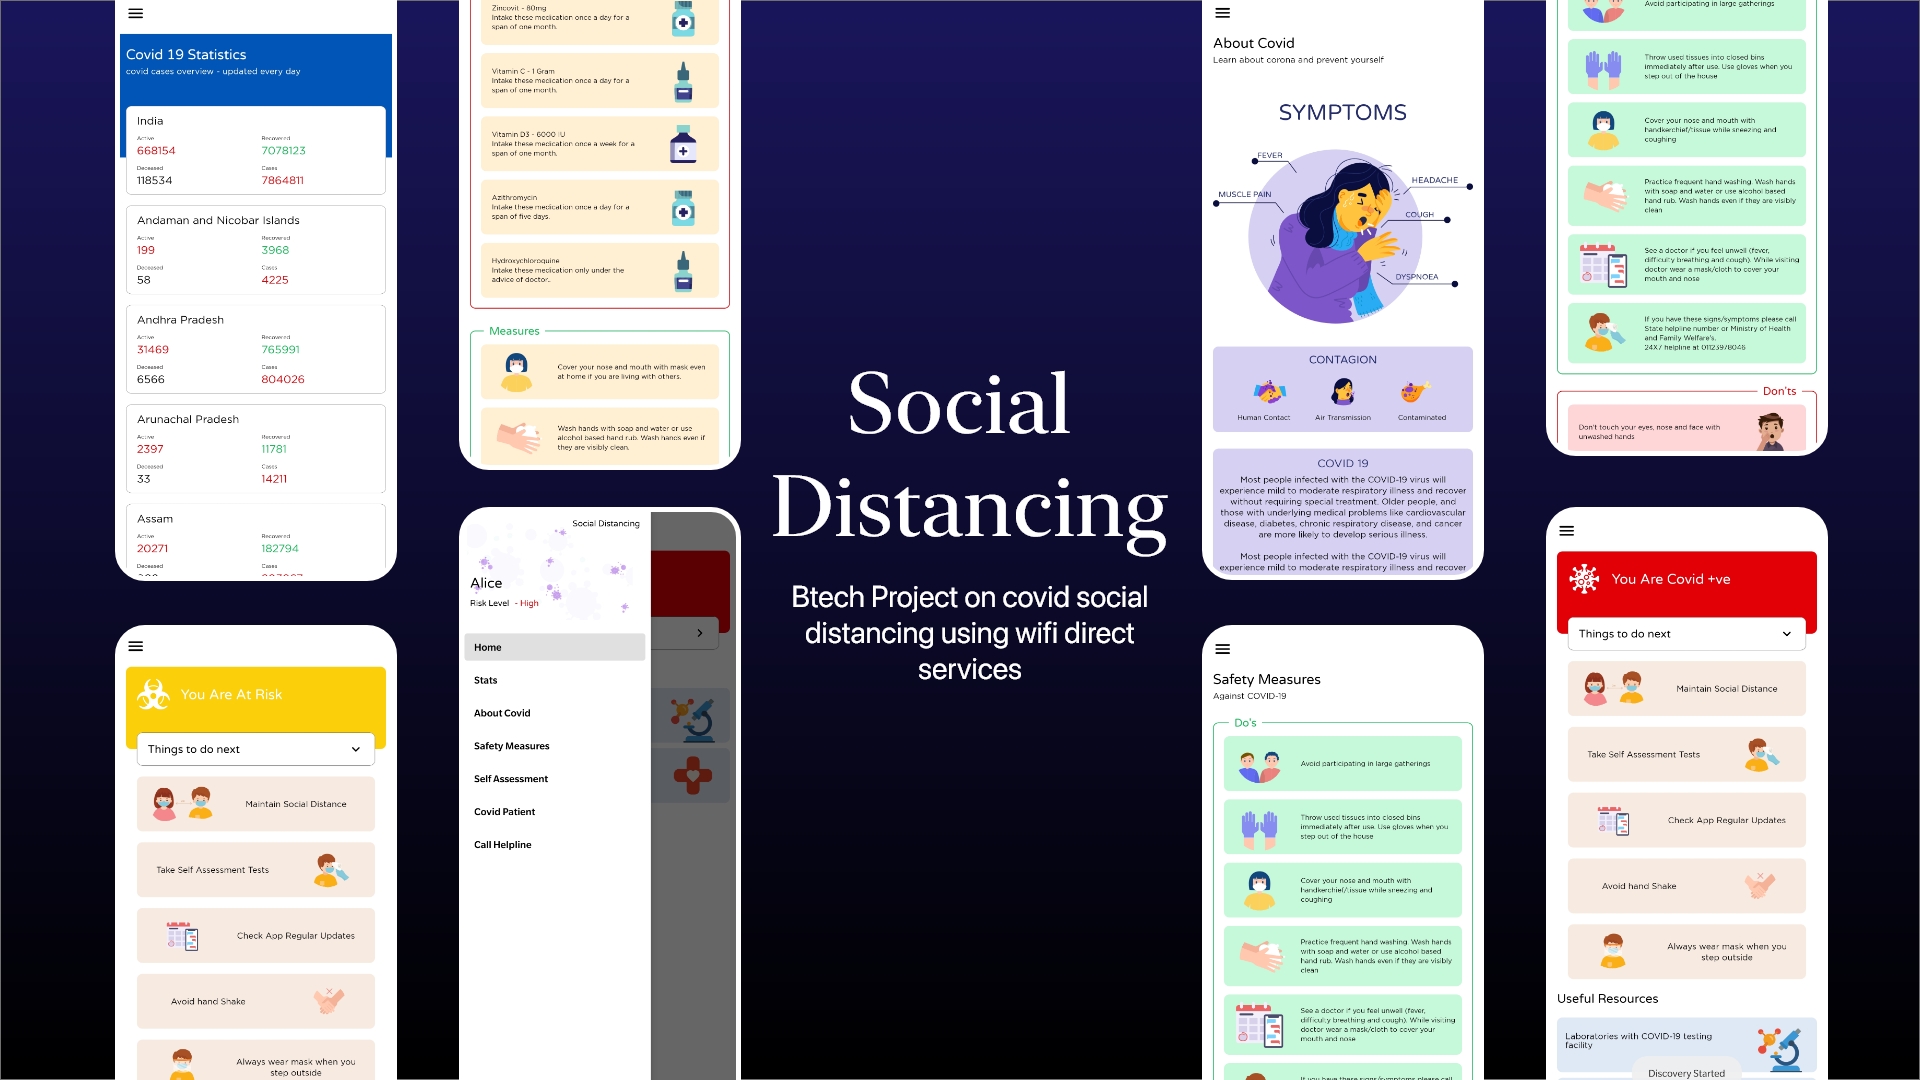 Covid 19 Statistics
covid cases overview - updated every day
India
Active
Recovered
668154
7078123
Deceased
Cases
118534
7864811
Andaman and Nicobar Islands
Active
Recovered
199
3968
Deceased
Cases
58
4225
Andhra Pradesh
Active
Recovered
31469
765991
Deceased
Cases
6566
804026
Arunachal Pradesh
Active
Recovered
2397
11781
Deceased
Cases
33
14211
Assam
Active
Recovered
20271
182794
Deceased
Cases
You Are At Risk
Things to do next
Maintain Social Distance
Take Self Assessment Tests
Check App Regular Updates
Avoid hand Shake
Always wear mask when you
step outside
Zincovit - 80mg
Intake these medication once a day for a
span of one month.
Vitamin C - 1 Gram
Intake these medication once a day for a
span of one month.
Vitamin D3 - 6000 IU
Intake these medication once a week for a
span of one month.
Azithromycin
Intake these medication once a day for a
span of five days.
Hydroxychloroquine
Intake these medication only under the
advice of doctor..
Measures
Cover your nose and mouth with mask even
at home if you are living with others.
Wash hands with soap and water or use
alcohol based hand rub. Wash hands even if
they are visibly clean.
Social Distancing
Alice
Risk Level - High
Home
Stats
About Covid
Safety Measures
Self Assessment
Covid Patient
Call Helpline
Social
Distancing
Btech Project on covid social
distancing using wifi direct
services
About Covid
Learn about corona and prevent yourself
SYMPTOMS
FEVER
HEADACHE
MUSCLE PAIN
COUGH
DYSPNOEA
CONTAGION
Human Contact
Air Transmission
Contaminated
COVID 19
Most people infected with the COVID-19 virus will
experience mild to moderate respiratory illness and recover
without requiring special treatment. Older people, and
those with underlying medical problems like cardiovascular
disease, diabetes, chronic respiratory disease, and cancer
are more likely to develop serious illness.
Most people infected with the COVID-19 virus will
experience mild to moderate respiratory illness and recover
Safety Measures
Against COVID-19
Do's
Avoid participating in large gatherings
Throw used tissues into closed bins
immediately after use. Use gloves when you
step out of the house
Cover your nose and mouth with
handkerchief/tissue while sneezing and
coughing
Practice frequent hand washing. Wash hands
with soap and water or use alcohol based
hand rub. Wash hands even if they are visibly
clean
See a doctor if you feel unwell (fever,
difficulty breathing and cough). While visiting
doctor wear a mask/cloth to cover your
mouth and nose
If you have these signs/symptoms please call
Avoid participating in large gatherings
Throw used tissues into closed bins
immediately after use. Use gloves when you
step out of the house
Cover your nose and mouth with
handkerchief/tissue while sneezing and
coughing
Practice frequent hand washing. Wash hands
with soap and water or use alcohol based
hand rub. Wash hands even if they are visibly
clean
See a doctor if you feel unwell (fever,
difficulty breathing and cough). While visiting
doctor wear a mask/cloth to cover your
mouth and nose
If you have these signs/symptoms please call
State helpline number or Ministry of Health
and Family Welfare's.
24X7 helpline at 01123978046
Don'ts
Don't touch your eyes, nose and face with
unwashed hands
You Are Covid +ve
Things to do next
Maintain Social Distance
Take Self Assessment Tests
Check App Regular Updates
Avoid hand Shake
Always wear mask when you
step outside
Useful Resources
Laboratories with COVID-19 testing
facility
Discovery Started